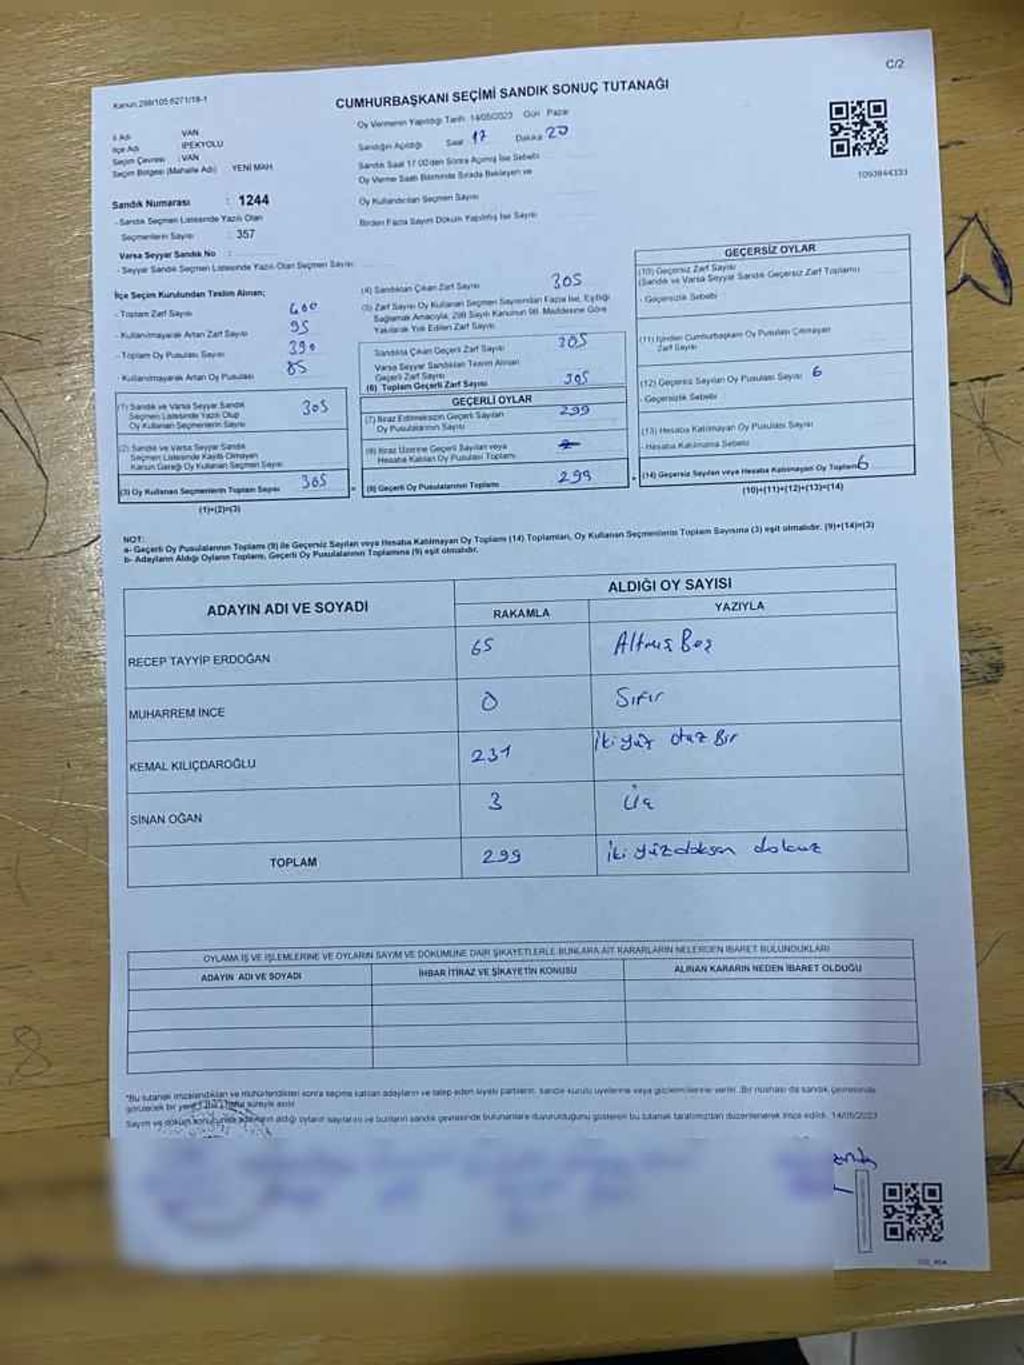 C/2
Kanun 298/105 6271/18-1
CUMHURBAŞKANI SEÇİMİ SANDIK SONUÇ TUTANAĞI
İl Adı VAN
İlçe Adı İPEKYOLU
Seçim Çevresi : VAN
Seçim Bölgesi (Mahalle Adı) YENİ MAH
Oy Vermenin Yapıldığı Tarih 14/05/2023 Gün Pazar
Sandığın Açıldığı Saat 17 Dakika 20
Sandık Saat 17 00'den Sonra Açılmış İse Sebebi
Oy Verme Saati Bitiminde Sırada Bekleyen ve
Oy Kullandırılan Seçmen Sayısı
Birden Fazla Sayım Döküm Yapılmış İse Sayısı
1093844333
Sandık Numarası : 1244
- Sandık Seçmen Listesinde Yazılı Olan
Seçmenlerin Sayısı : 357
Varsa Seyyar Sandık No :
- Seyyar Sandık Seçmen Listesinde Yazılı Olan Seçmen Sayısı
İlçe Seçim Kurulundan Teslim Alınan;
- Toplam Zarf Sayısı 400
- Kullanılmayarak Artan Zarf Sayısı 95
- Toplam Oy Pusulası Sayısı 390
- Kullanılmayarak Artan Oy Pusulası 85
(1) Sandık ve Varsa Seyyar Sandık
Seçmen Listesinde Yazılı Olup
Oy Kullanan Seçmenlerin Sayısı 305
(2) Sandık ve Varsa Seyyar Sandık
Seçmen Listesinde Kayıtlı Olmayan
Kanun Gereği Oy Kullanan Seçmen Sayısı
(3) Oy Kullanan Seçmenlerin Toplam Sayısı 305
(1)+(2)=(3)
(4) Sandıktan Çıkan Zarf Sayısı 305
(5) Zarf Sayısı Oy Kullanan Seçmen Sayısından Fazla İse, Eşitliği
Sağlamak Amacıyla, 298 Sayılı Kanunun 98. Maddesine Göre
Yakılarak Yok Edilen Zarf Sayısı
Sandıkta Çıkan Geçerli Zarf Sayısı 305
Varsa Seyyar Sandıktan Teslim Alınan
Geçerli Zarf Sayısı
(6) Toplam Geçerli Zarf Sayısı 305
GEÇERLİ OYLAR
(7) İtiraz Edilmeksizin Geçerli Sayılan
Oy Pusulalarının Sayısı 299
(8) İtiraz Üzerine Geçerli Sayılan veya
Hesaba Katılan Oy Pusulası Toplamı
(9) Geçerli Oy Pusulalarının Toplamı 299
GEÇERSİZ OYLAR
(10) Geçersiz Zarf Sayısı
(Sandık ve Varsa Seyyar Sandık Geçersiz Zarf Toplamı)
- Geçersizlik Sebebi
(11) İçinden Cumhurbaşkanı Oy Pusulası Çıkmayan
Zarf Sayısı
(12) Geçersiz Sayılan Oy Pusulası Sayısı 6
- Geçersizlik Sebebi
(13) Hesaba Katılmayan Oy Pusulası Sayısı
- Hesaba Katılmama Sebebi
(14) Geçersiz Sayılan veya Hesaba Katılmayan Oy Toplamı 6
(10)+(11)+(12)+(13)=(14)
NOT:
a- Geçerli Oy Pusulalarının Toplamı (9) ile Geçersiz Sayılan veya Hesaba Katılmayan Oy Toplamı (14) Toplamları, Oy Kullanan Seçmenlerin Toplam Sayısına (3) eşit olmalıdır. (9)+(14)=(3)
b- Adayların Aldığı Oyların Toplamı, Geçerli Oy Pusulalarının Toplamına (9) eşit olmalıdır.
ADAYIN ADI VE SOYADI ALDIĞI OY SAYISI
RAKAMLA YAZIYLA
RECEP TAYYİP ERDOĞAN 65 Altmış Beş
MUHARREM İNCE 0 Sıfır
KEMAL KILIÇDAROĞLU 231 İkiyüz otuz Bir
SİNAN OĞAN 3 Üç
TOPLAM 299 İki yüz doksan dokuz
OYLAMA İŞ VE İŞLEMLERİNE VE OYLARIN SAYIM VE DÖKÜMÜNE DAİR ŞİKAYETLERLE BUNLARA AİT KARARLARIN NELERDEN İBARET BULUNDUKLARI
ADAYIN ADI VE SOYADI İHBAR İTİRAZ VE ŞİKAYETİN KONUSU ALINAN KARARIN NEDEN İBARET OLDUĞU
*Bu tutanak imzalandıktan ve mühürlendikten sonra seçime katılan adayların ve talep eden siyasi partilerin, sandık kurulu üyelerine veya gözlemcilerine verilir. Bir nüshası da sandık çevresinde
görülecek bir yere asılır
Sayım ve döküm sonucunda adayların aldığı oyların sayılarını ve bunların sandık çevresinde bulunanlara duyurulduğunu gösteren bu tutanak tarafımızdan düzenlenerek imza edildi. 14/05/2023